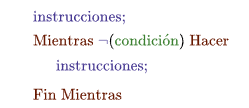 instrucciones;
Mientras ¬(condición) Hacer
instrucciones;
Fin Mientras